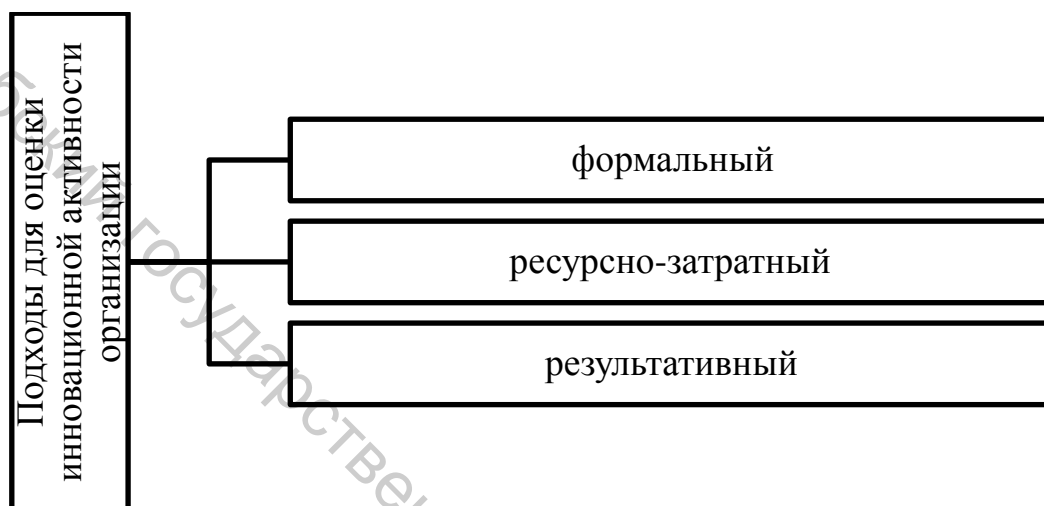 Подходы для оценки
инновационной активности
организации
формальный
ресурсно-затратный
результативный